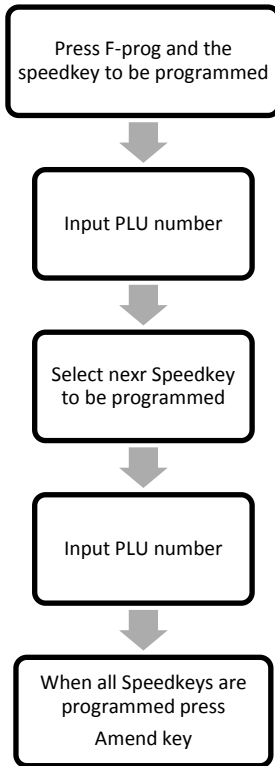 Press F-prog and the
speedkey to be programmed
Input PLU number
Select nexr Speedkey
to be programmed
Input PLU number
When all Speedkeys are
programmed press
Amend key